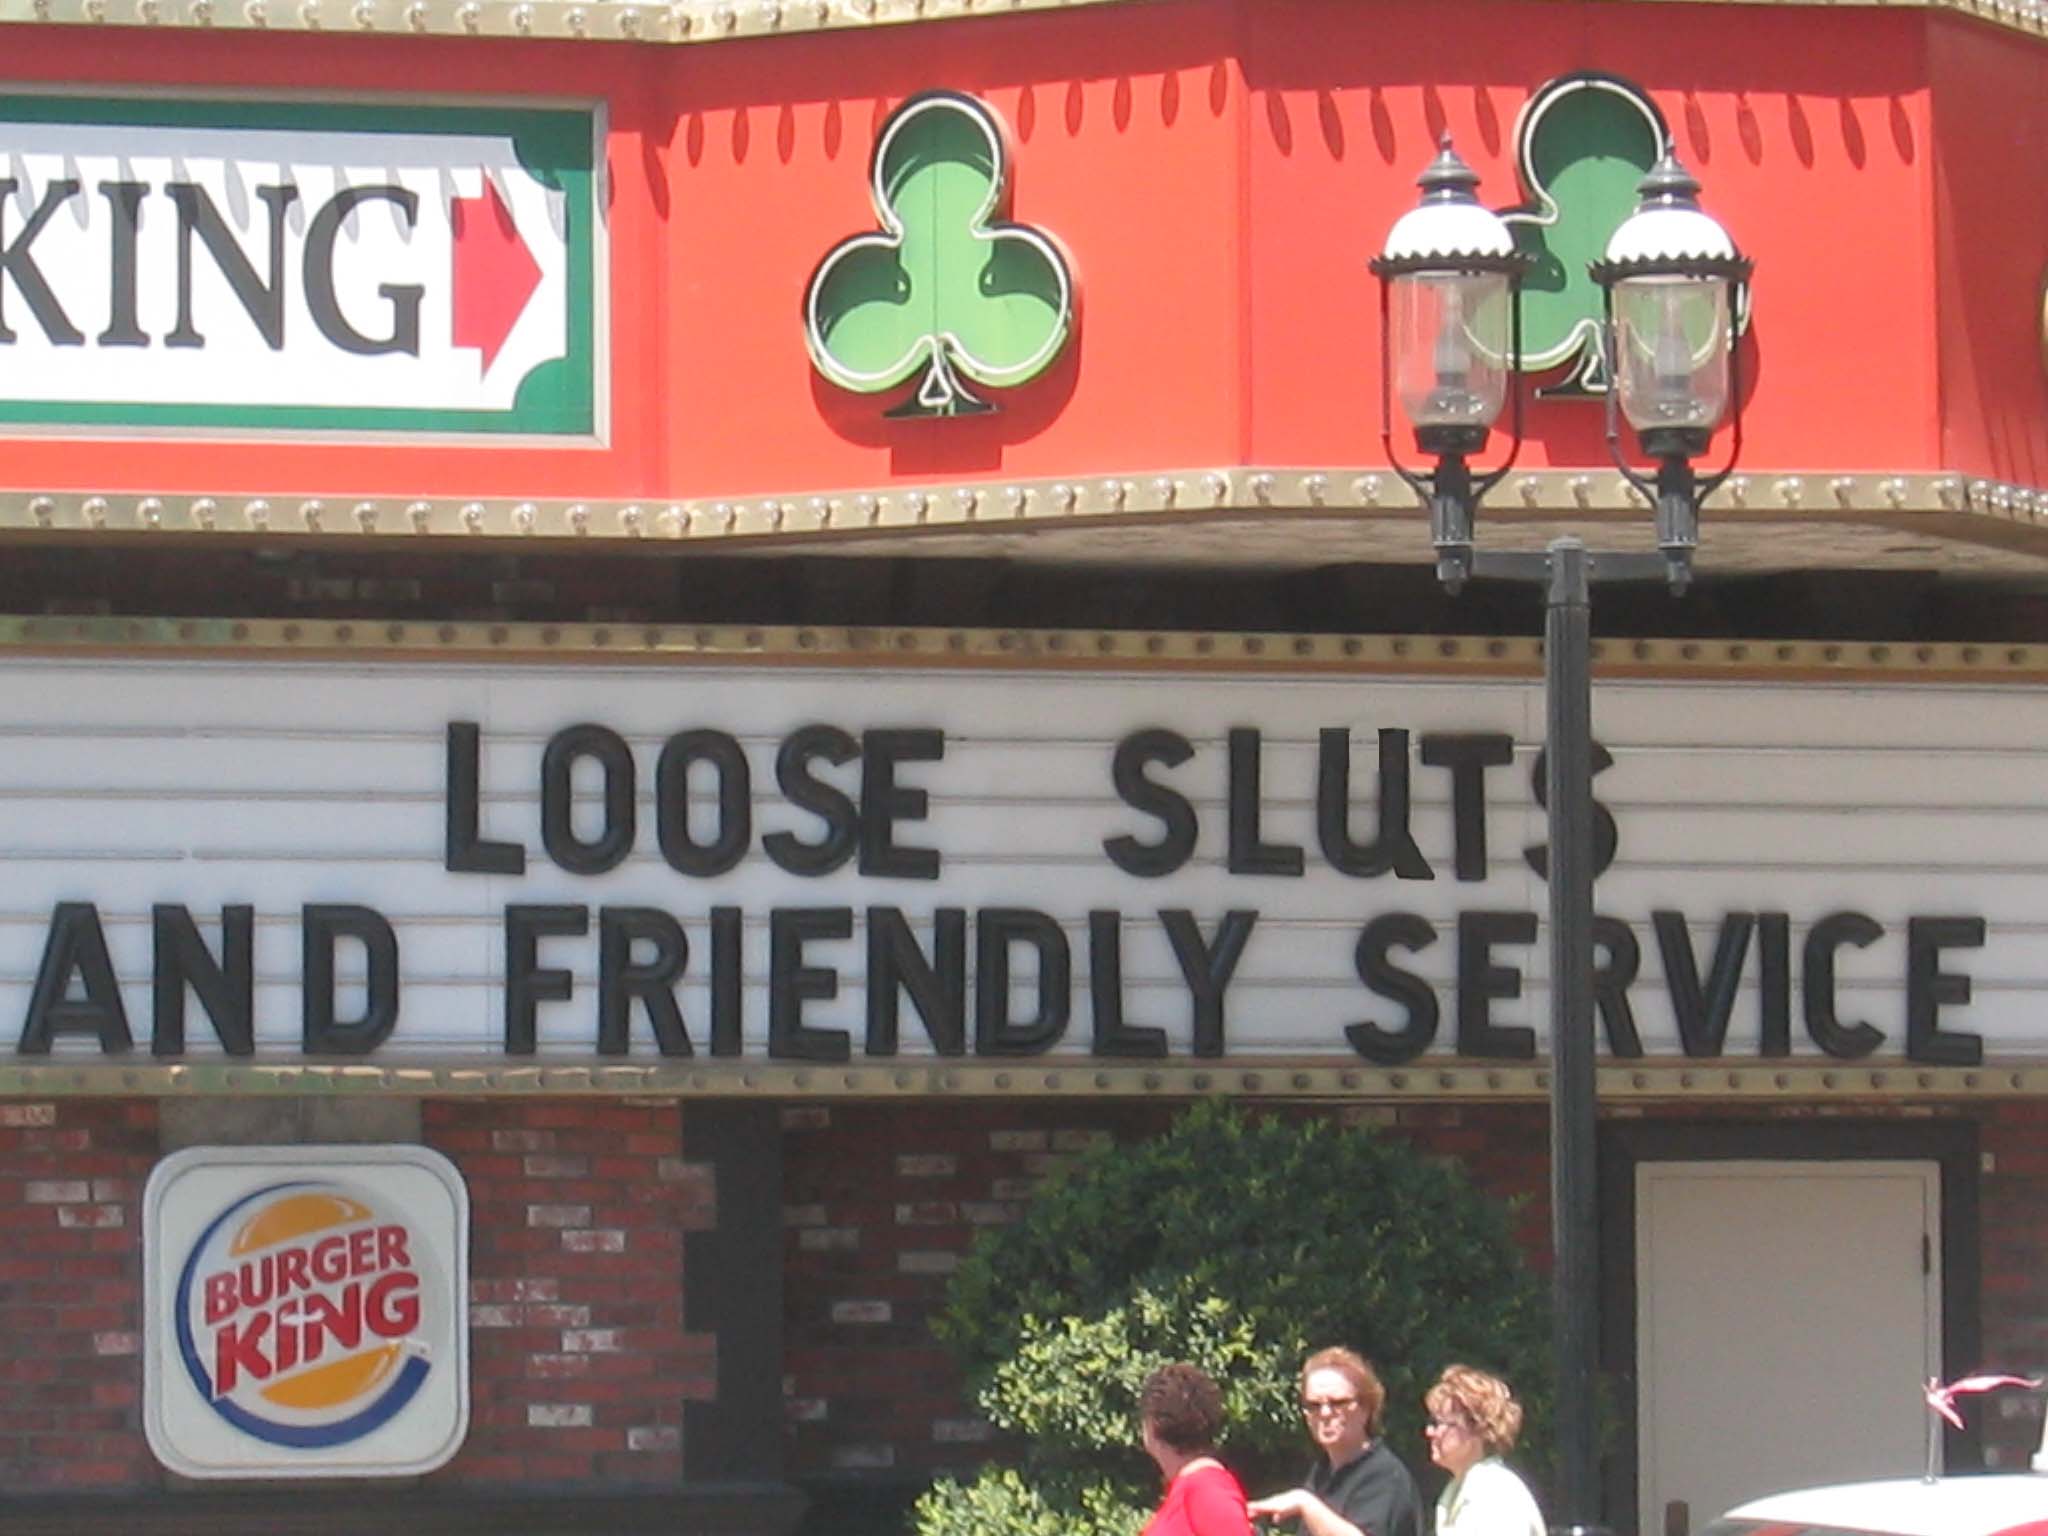 KING
LOOSE SLUTS
AND FRIENDLY SERVICE
BURGER
KING